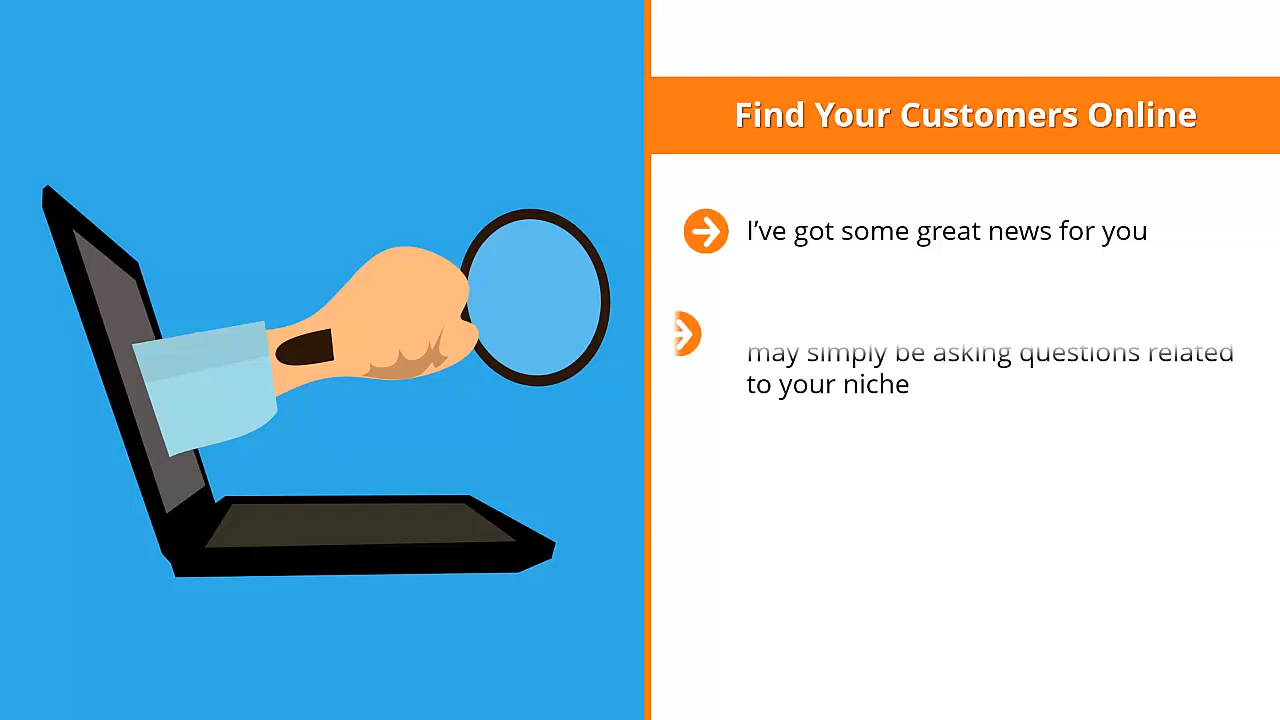 Find Your Customers Online
I’ve got some great news for you
may simply be asking questions related
to your niche